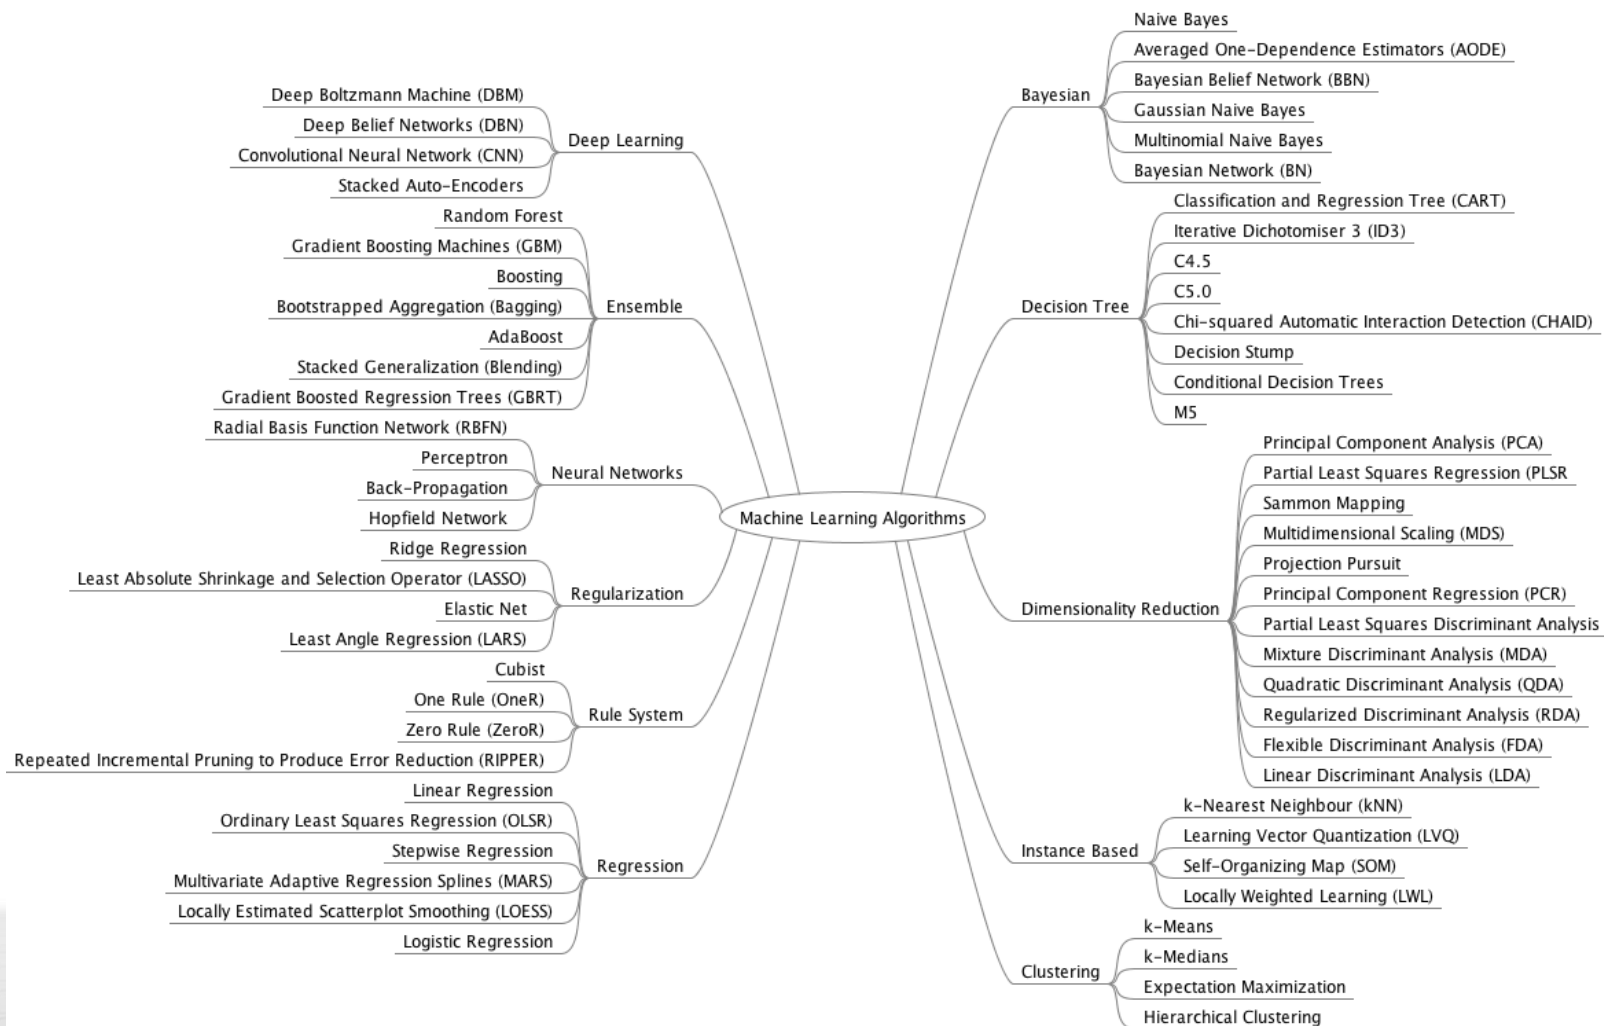 Machine Learning Algorithms
Deep Learning
Deep Boltzmann Machine (DBM)
Deep Belief Networks (DBN)
Convolutional Neural Network (CNN)
Stacked Auto-Encoders
Ensemble
Random Forest
Gradient Boosting Machines (GBM)
Boosting
Bootstrapped Aggregation (Bagging)
AdaBoost
Stacked Generalization (Blending)
Gradient Boosted Regression Trees (GBRT)
Neural Networks
Radial Basis Function Network (RBFN)
Perceptron
Back-Propagation
Hopfield Network
Regularization
Ridge Regression
Least Absolute Shrinkage and Selection Operator (LASSO)
Elastic Net
Least Angle Regression (LARS)
Rule System
Cubist
One Rule (OneR)
Zero Rule (ZeroR)
Repeated Incremental Pruning to Produce Error Reduction (RIPPER)
Regression
Linear Regression
Ordinary Least Squares Regression (OLSR)
Stepwise Regression
Multivariate Adaptive Regression Splines (MARS)
Locally Estimated Scatterplot Smoothing (LOESS)
Logistic Regression
Bayesian
Naive Bayes
Averaged One-Dependence Estimators (AODE)
Bayesian Belief Network (BBN)
Gaussian Naive Bayes
Multinomial Naive Bayes
Bayesian Network (BN)
Decision Tree
Classification and Regression Tree (CART)
Iterative Dichotomiser 3 (ID3)
C4.5
C5.0
Chi-squared Automatic Interaction Detection (CHAID)
Decision Stump
Conditional Decision Trees
M5
Dimensionality Reduction
Principal Component Analysis (PCA)
Partial Least Squares Regression (PLSR
Sammon Mapping
Multidimensional Scaling (MDS)
Projection Pursuit
Principal Component Regression (PCR)
Partial Least Squares Discriminant Analysis
Mixture Discriminant Analysis (MDA)
Quadratic Discriminant Analysis (QDA)
Regularized Discriminant Analysis (RDA)
Flexible Discriminant Analysis (FDA)
Linear Discriminant Analysis (LDA)
Instance Based
k-Nearest Neighbour (kNN)
Learning Vector Quantization (LVQ)
Self-Organizing Map (SOM)
Locally Weighted Learning (LWL)
Clustering
k-Means
k-Medians
Expectation Maximization
Hierarchical Clustering